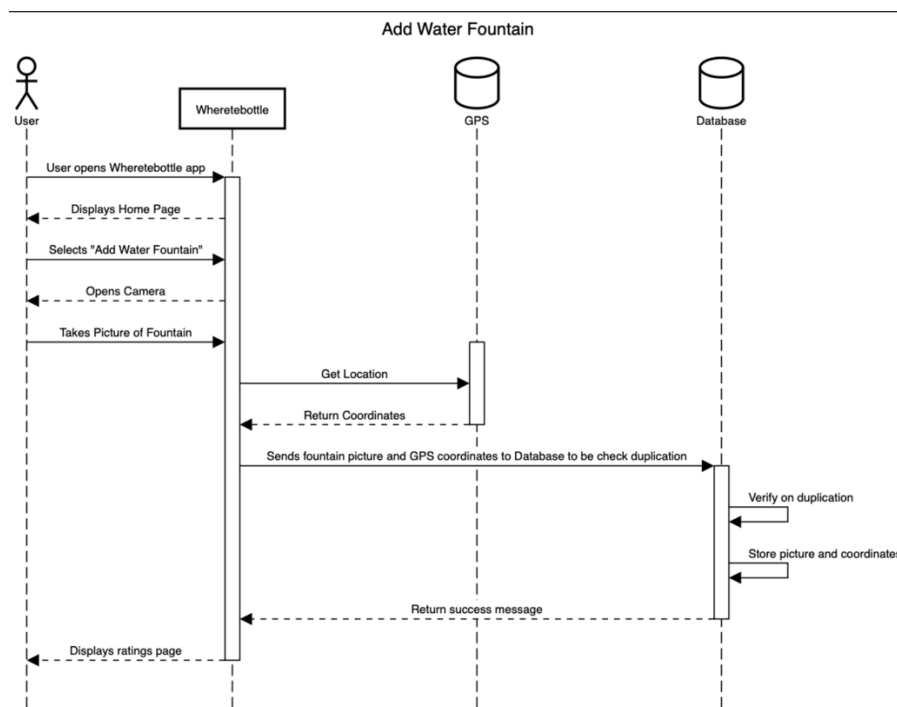 Add Water Fountain
User
Wheretebottle
GPS
Database
User opens Wheretebottle app
Displays Home Page
Selects "Add Water Fountain"
Opens Camera
Takes Picture of Fountain
Get Location
Return Coordinates
Sends fountain picture and GPS coordinates to Database to be check duplication
Verify on duplication
Store picture and coordinates
Return success message
Displays ratings page